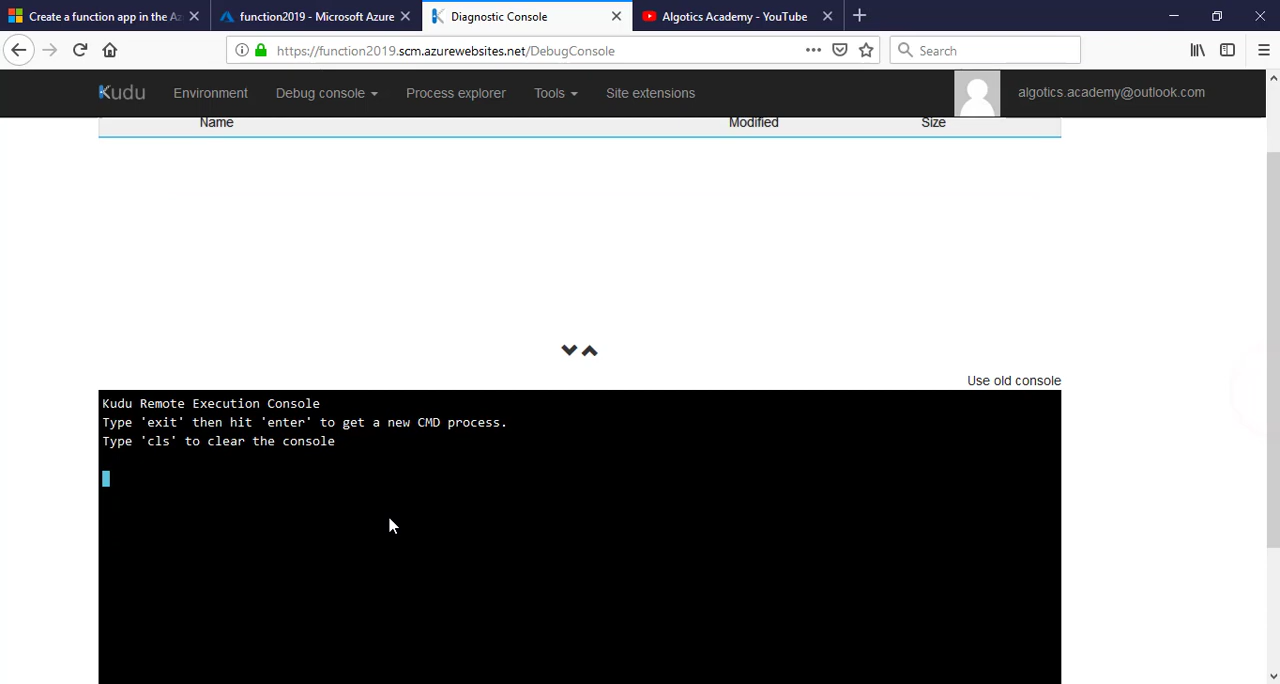 Create a function app in the Az
function2019 - Microsoft Azure
Diagnostic Console
Algotics Academy - YouTube
https://function2019.scm.azurewebsites.net/DebugConsole
Search
Kudu
Environment
Debug console
Process explorer
Tools
Site extensions
algotics.academy@outlook.com
Name
Modified
Size
Use old console
Kudu Remote Execution Console
Type 'exit' then hit 'enter' to get a new CMD process.
Type 'cls' to clear the console